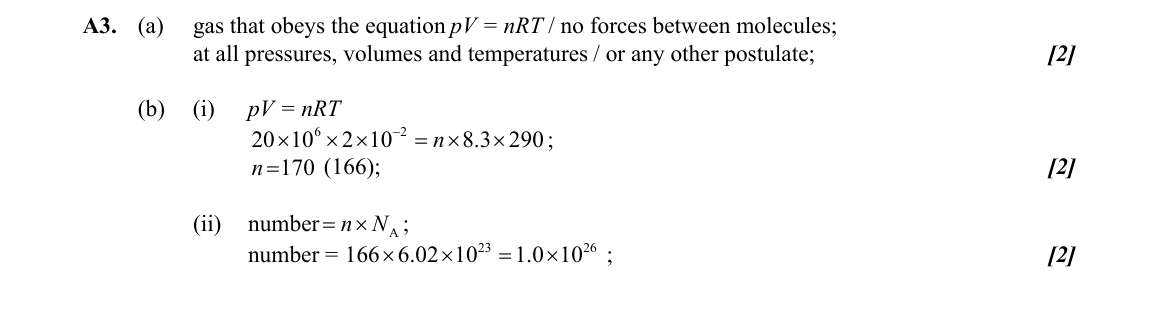 A3. (a) gas that obeys the equation pV = nRT / no forces between molecules;
at all pressures, volumes and temperatures / or any other postulate; [2]
(b) (i) pV = nRT
20×10⁶ × 2×10⁻² = n×8.3×290;
n=170 (166); [2]
(ii) number = n× N_A;
number = 166×6.02×10²³ =1.0×10²⁶ ; [2]